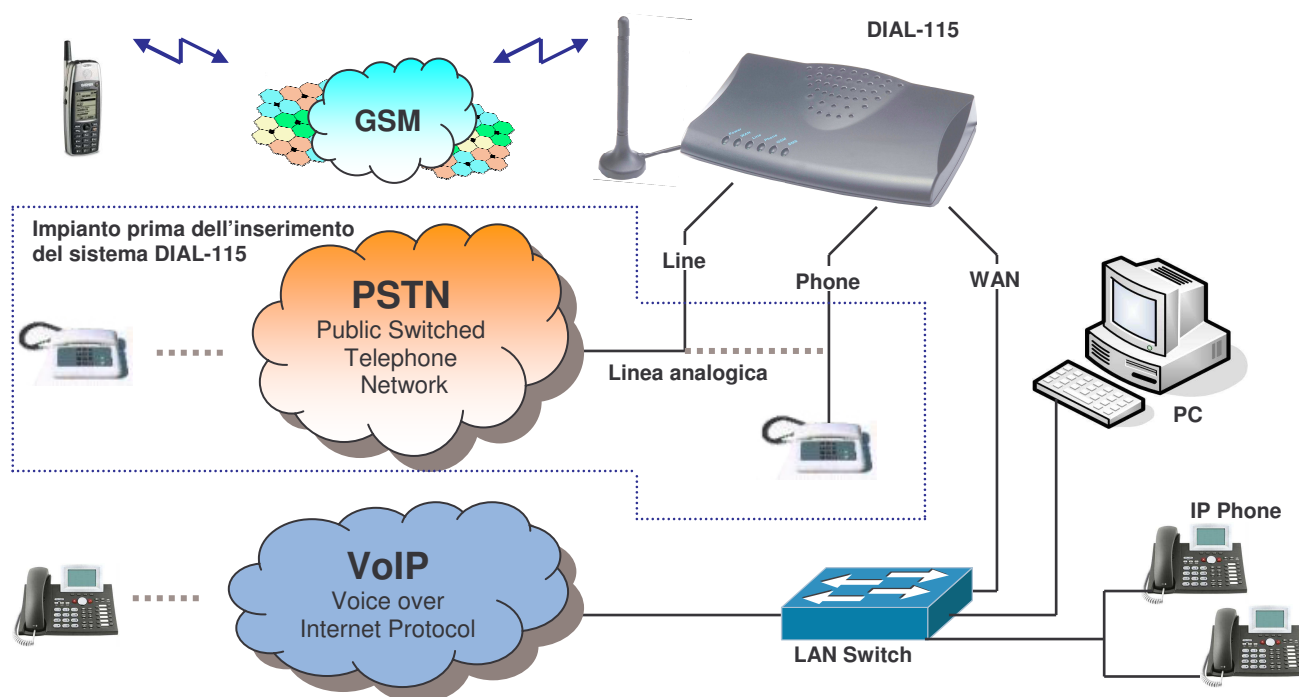 DIAL-115
GSM
Impianto prima dell'inserimento
del sistema DIAL-115
PSTN
Public Switched
Telephone
Network
Line
Phone
WAN
Linea analogica
PC
IP Phone
VoIP
Voice over
Internet Protocol
LAN Switch